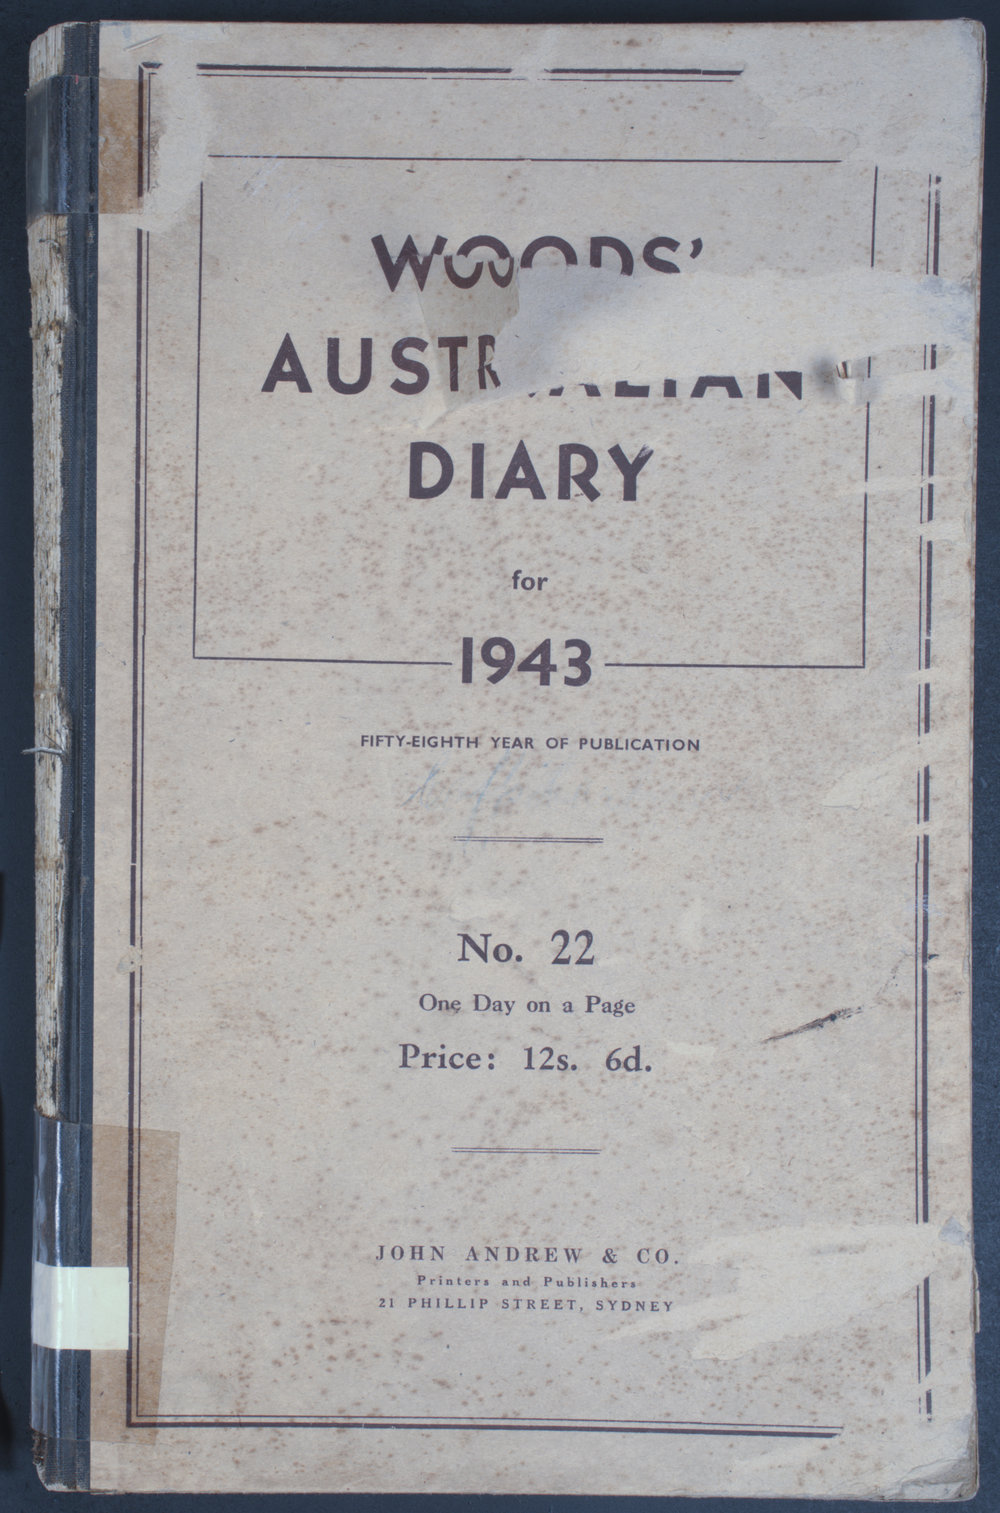 WOODS'
AUSTRALIAN
DIARY
for
1943
FIFTY-EIGHTH YEAR OF PUBLICATION
No. 22
One Day on a Page
Price: 12s. 6d.
JOHN ANDREW & CO.
Printers and Publishers
21 PHILLIP STREET, SYDNEY